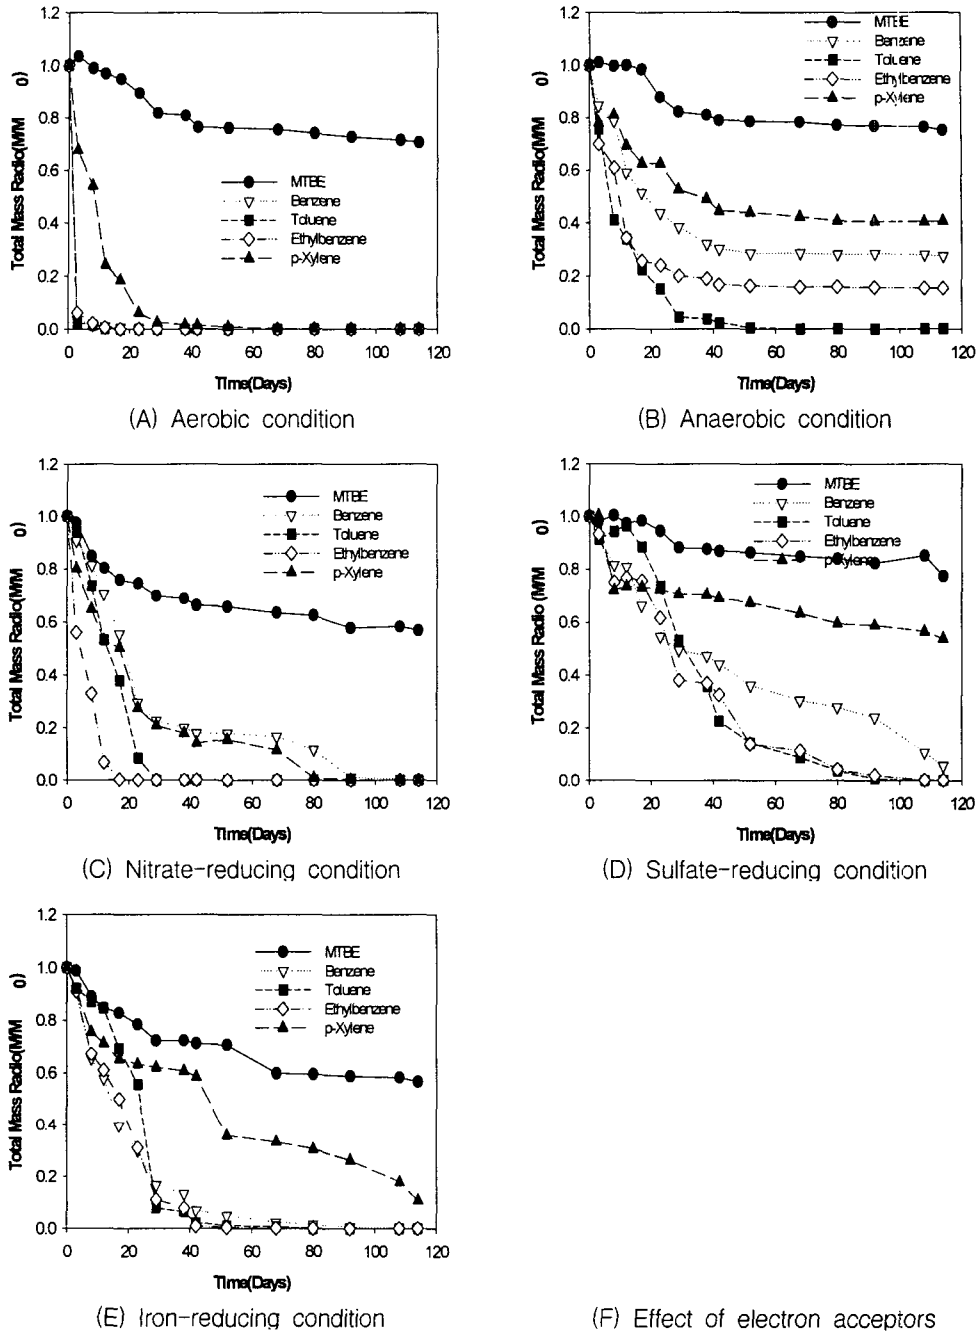 1.2
1.0
0.8
0.6
0.4
0.2
0.0
0 20 40 60 80 100 120
Total Mass Radio(M/M 0)
Time(Days)
MTBE
Benzene
Toluene
Ethylbenzene
p-Xylene
(A) Aerobic condition
1.2
1.0
0.8
0.6
0.4
0.2
0.0
0 20 40 60 80 100 120
Total Mass Radio(M/M 0)
Time(Days)
MTBE
Benzene
Toluene
Ethylbenzene
p-Xylene
(B) Anaerobic condition
1.2
1.0
0.8
0.6
0.4
0.2
0.0
0 20 40 60 80 100 120
Total Mass Radio(M/M 0)
Time(Days)
MTBE
Benzene
Toluene
Ethylbenzene
p-Xylene
(C) Nitrate-reducing condition
1.2
1.0
0.8
0.6
0.4
0.2
0.0
0 20 40 60 80 100 120
Total Mass Radio (M/M 0)
Time(Days)
MTBE
Benzene
Toluene
Ethylbenzene
p-Xylene
(D) Sulfate-reducing condition
1.2
1.0
0.8
0.6
0.4
0.2
0.0
0 20 40 60 80 100 120
Total Mass Radio(M/M 0)
Time(Days)
MTBE
Benzene
Toluene
Ethylbenzene
p-Xylene
(E) Iron-reducing condition
(F) Effect of electron acceptors